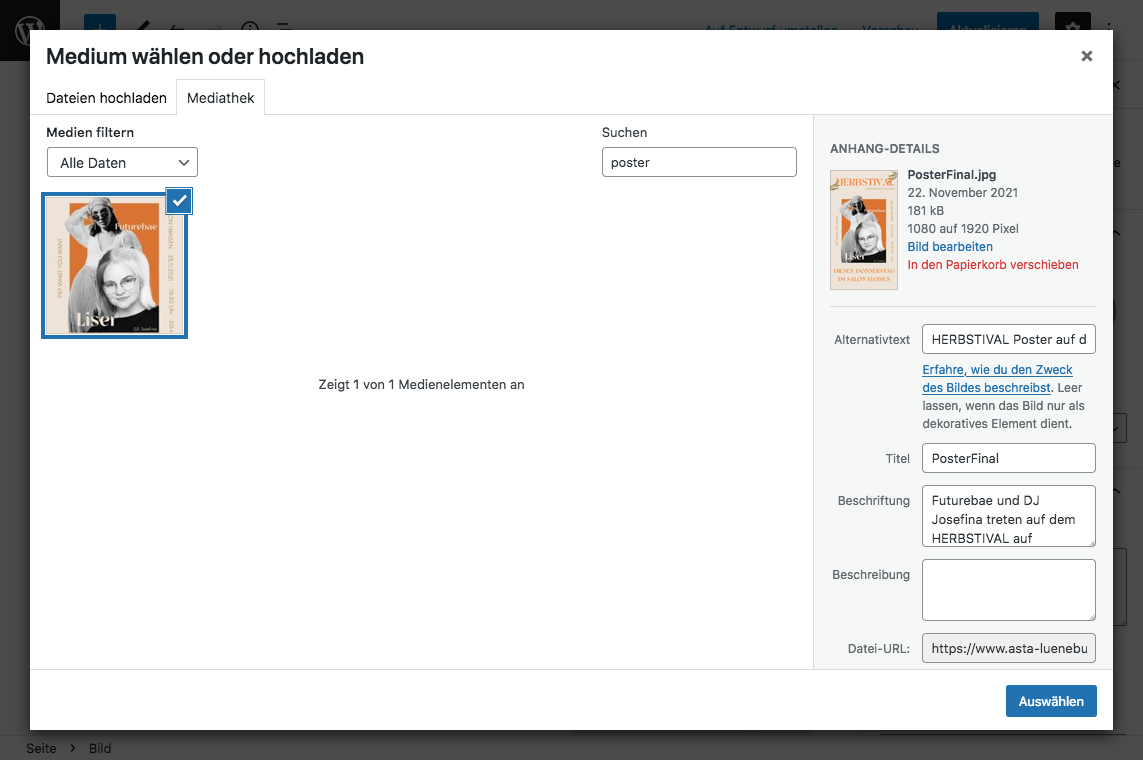 Auf Entwurf umstellen
Vorschau
Aktualisieren
Medium wählen oder hochladen
Dateien hochladen
Mediathek
Medien filtern
Alle Daten
Suchen
poster
Futurebae
PAY WHAT YOU WANT
Liser
DJ Josefina
Zeigt 1 von 1 Medienelementen an
ANHANG-DETAILS
HERBSTIVAL
Liser
DIESEN DONNERSTAG
IM SALON HANSEN
PosterFinal.jpg
22. November 2021
181 kB
1080 auf 1920 Pixel
Bild bearbeiten
In den Papierkorb verschieben
Alternativtext
HERBSTIVAL Poster auf d
Erfahre, wie du den Zweck
des Bildes beschreibst. Leer
lassen, wenn das Bild nur als
dekoratives Element dient.
Titel
PosterFinal
Beschriftung
Futurebae und DJ
Josefina treten auf dem
HERBSTIVAL auf
Beschreibung
Datei-URL:
https://www.asta-luenebu
Auswählen
Seite > Bild